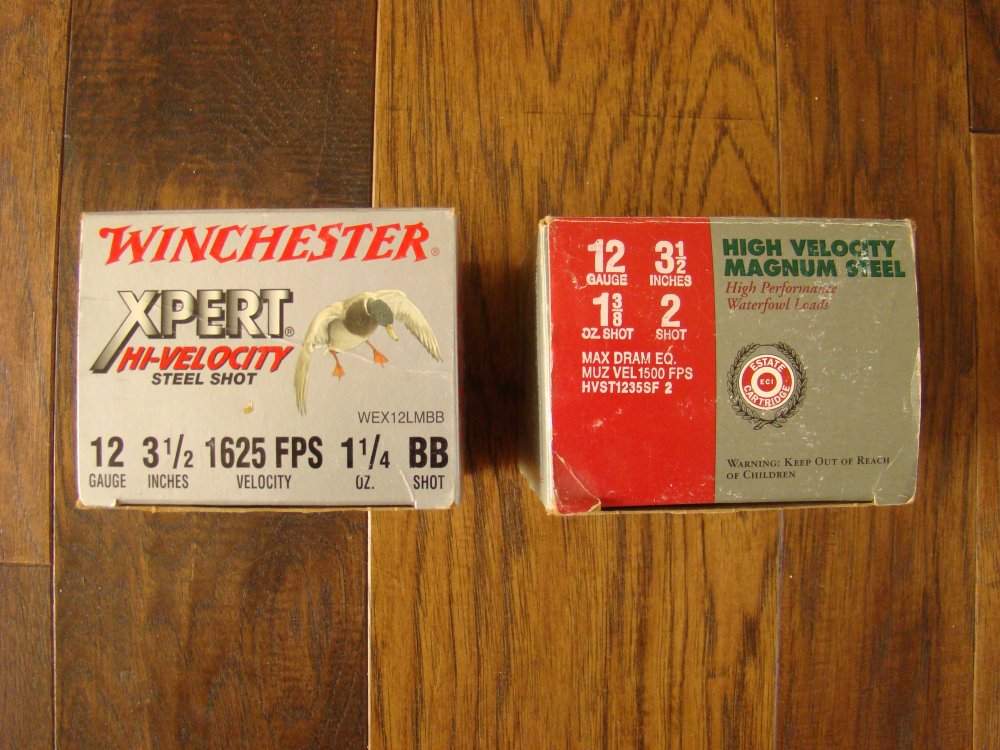 WINCHESTER®
XPERT®
HI-VELOCITY
STEEL SHOT
WEX12LMBB
12 3 1/2 1625 FPS 1 1/4 BB
GAUGE INCHES VELOCITY OZ. SHOT
12 3 1/2
GAUGE INCHES
1 3/8 2
OZ. SHOT SHOT
MAX DRAM EQ.
MUZ VEL 1500 FPS
HVST1235SF 2
HIGH VELOCITY
MAGNUM STEEL
High Performance
Waterfowl Loads
ESTATE
ECI
CARTRIDGE
WARNING: KEEP OUT OF REACH
OF CHILDREN